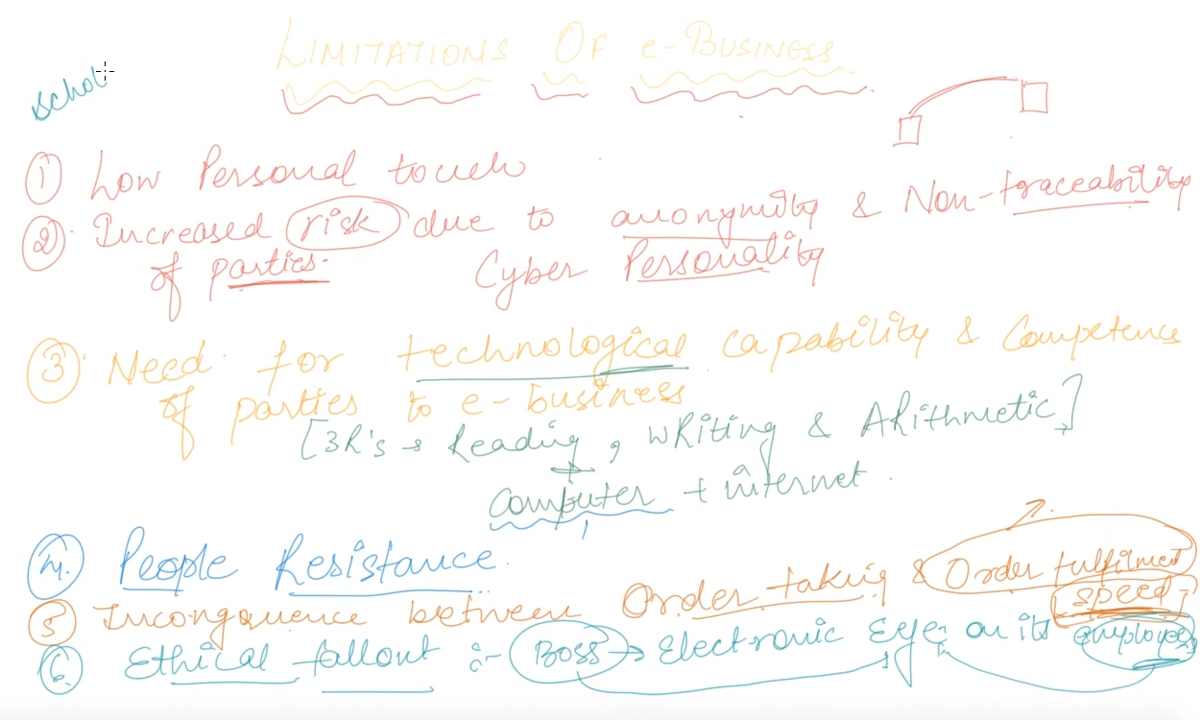 LIMITATIONS OF e-BUSINESS
schol
① Low Personal touch
② Increased risk due to anonymity & Non-traceability
of parties. Cyber Personality
③ Need for technological capability & Competence
of parties to e-business
[3R's → Reading, WRiting & ARithmetic]
+
Computer + internet.
④ People Resistance.
⑤ Incongruence between Order taking & Order fulfilment
speed
⑥ Ethical fallout :- Boss → Electronic Eye on its employees